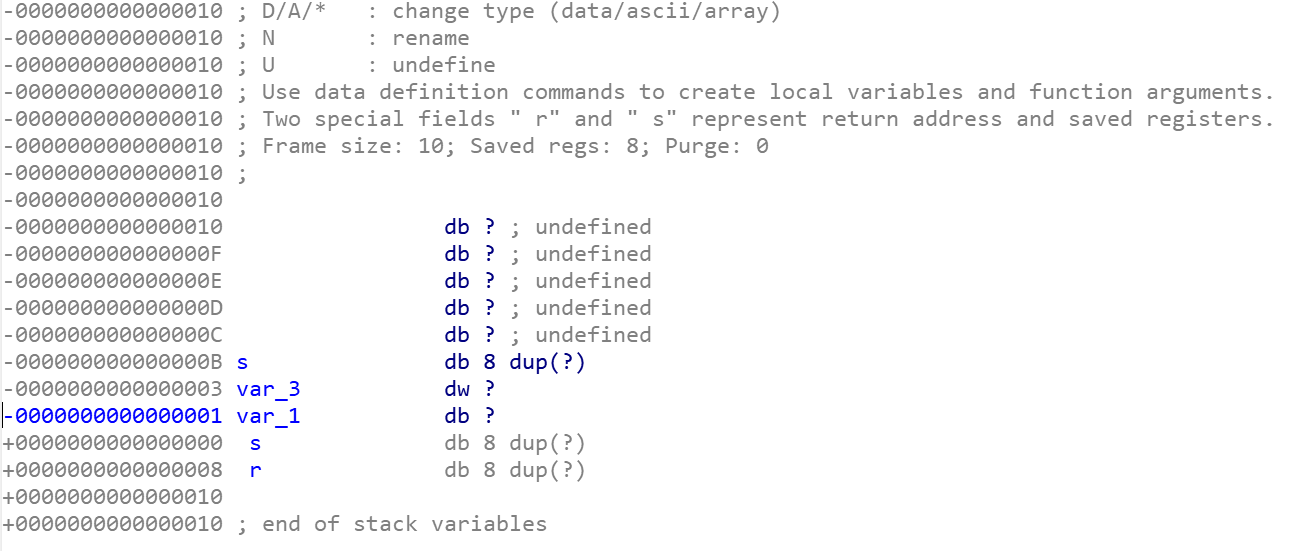 -0000000000000010 ; D/A/*   : change type (data/ascii/array)
-0000000000000010 ; N       : rename
-0000000000000010 ; U       : undefine
-0000000000000010 ; Use data definition commands to create local variables and function arguments.
-0000000000000010 ; Two special fields " r" and " s" represent return address and saved registers.
-0000000000000010 ; Frame size: 10; Saved regs: 8; Purge: 0
-0000000000000010 ;
-0000000000000010
-0000000000000010                 db ? ; undefined
-000000000000000F                 db ? ; undefined
-000000000000000E                 db ? ; undefined
-000000000000000D                 db ? ; undefined
-000000000000000C                 db ? ; undefined
-000000000000000B s               db 8 dup(?)
-0000000000000003 var_3           dw ?
-0000000000000001 var_1           db ?
+0000000000000000  s              db 8 dup(?)
+0000000000000008  r              db 8 dup(?)
+0000000000000010
+0000000000000010 ; end of stack variables